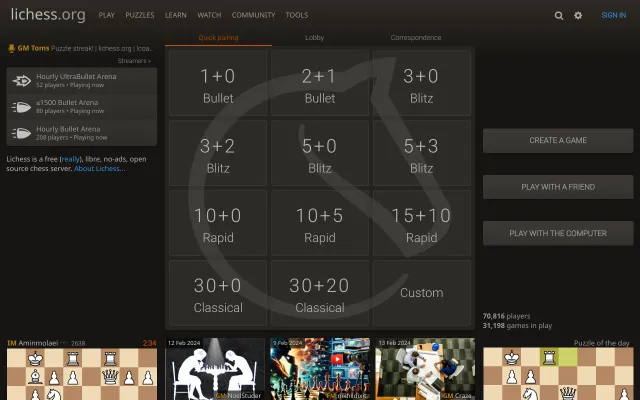 lichess.org PLAY PUZZLES LEARN WATCH COMMUNITY TOOLS SIGN IN
GM Toms Puzzle streak! | lichess.org |
Streamers »
Hourly UltraBullet Arena
52 players • Playing now
≤1500 Bullet Arena
80 players • Playing now
Hourly Bullet Arena
208 players • Playing now
Lichess is a free (really), libre, no-ads, open
source chess server. About Lichess...
Quick pairing Lobby Correspondence
1+0
Bullet
2+1
Bullet
3+0
Blitz
3+2
Blitz
5+0
Blitz
5+3
Blitz
10+0
Rapid
10+5
Rapid
15+10
Rapid
30+0
Classical
30+20
Classical
Custom
CREATE A GAME
PLAY WITH A FRIEND
PLAY WITH THE COMPUTER
70,816 players
31,198 games in play
IM Aminmolaei 2638 2:34
12 Feb 2024
GM NoelStuder
9 Feb 2024
13 Feb 2024
GM Craze
Puzzle of the day